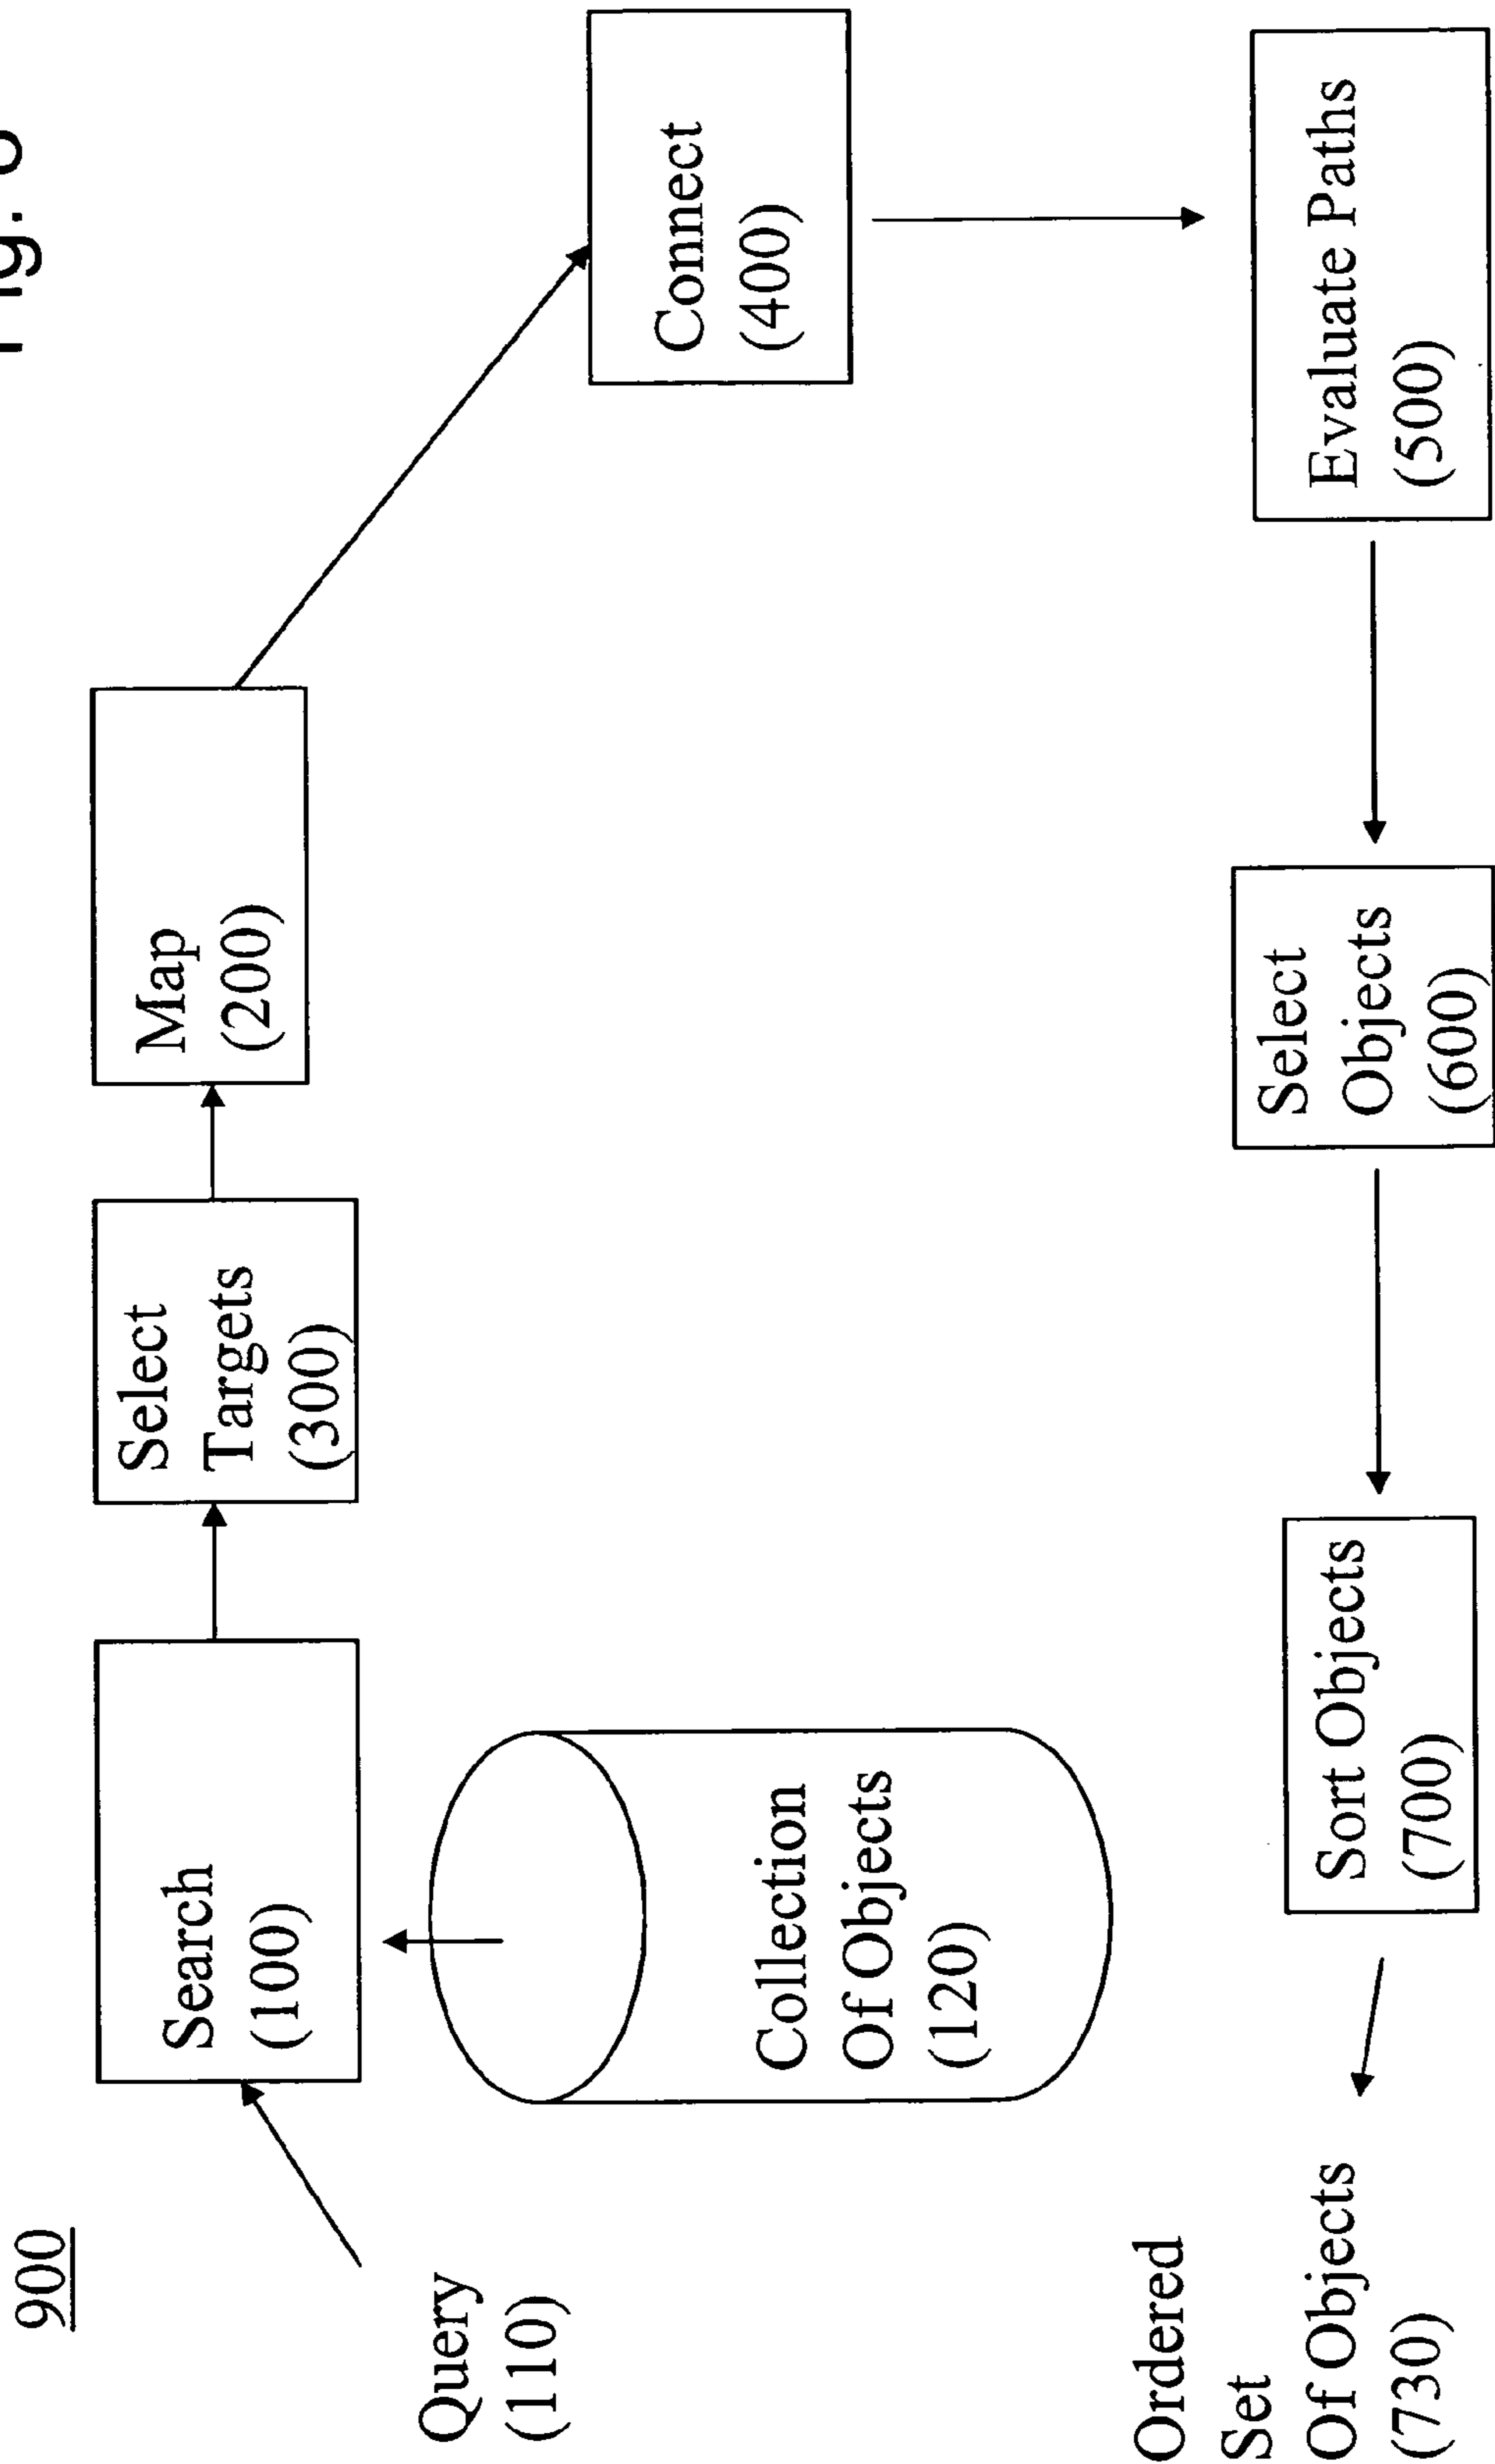 900
Fig.
Search
(100)
Select
Targets
(300)
Map
(200)
Query
(110)
Collection
Of Objects
(120)
Connect
(400)
Ordered
Set
Of Objects
(730)
Sort Objects
(700)
Select
Objects
(600)
Evaluate Paths
(500)